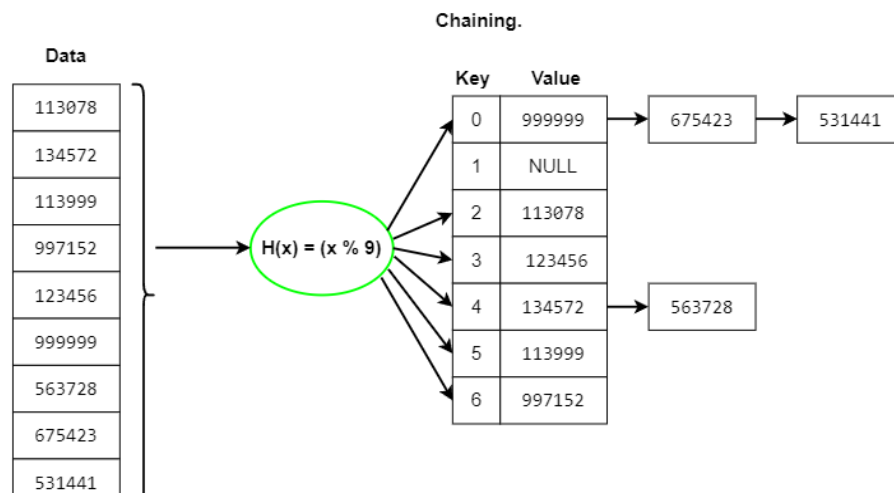 Chaining.
Data
113078
134572
113999
997152
123456
999999
563728
675423
531441
H(x) = (x % 9)
Key Value
0 999999 675423 531441
1 NULL
2 113078
3 123456
4 134572 563728
5 113999
6 997152